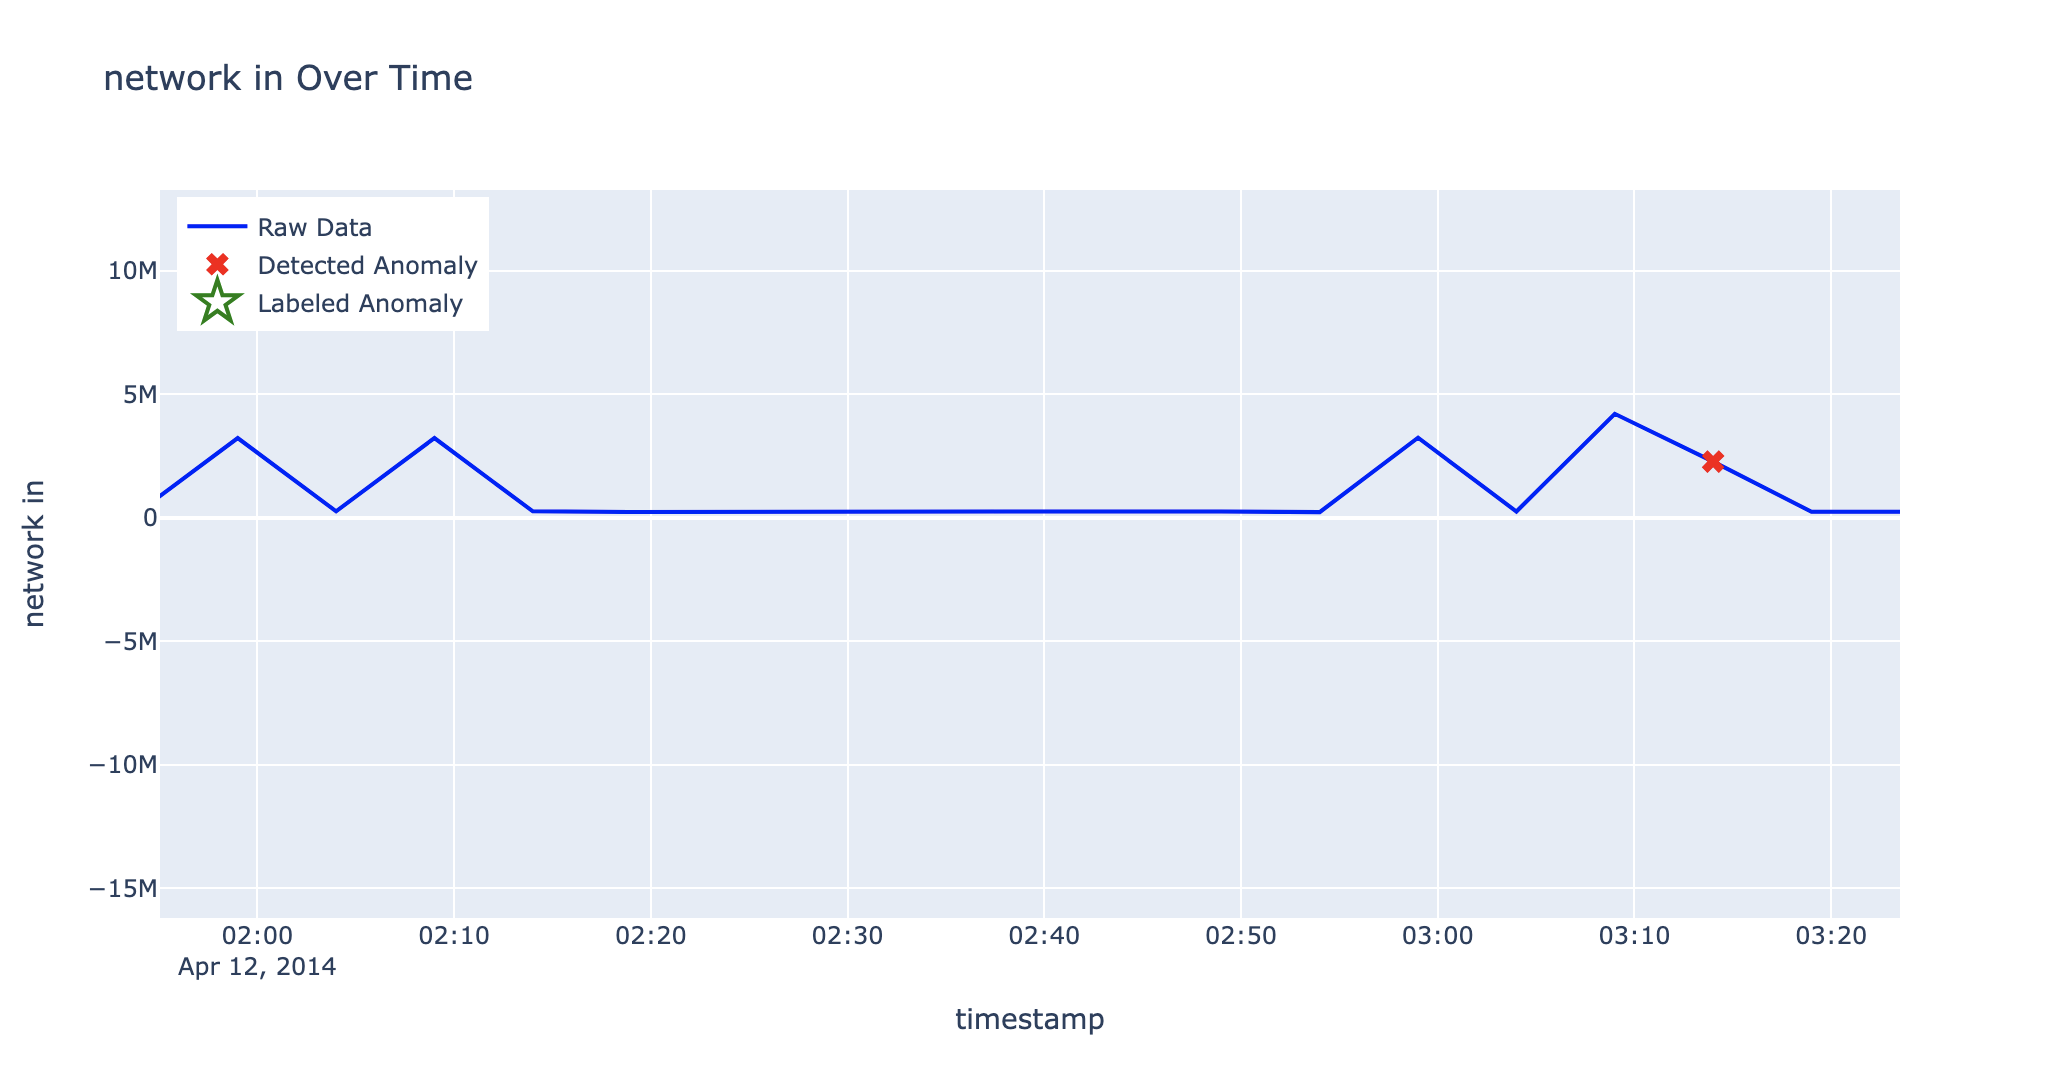 network in Over Time
Raw Data
Detected Anomaly
Labeled Anomaly
10M
5M
0
−5M
−10M
−15M
network in
02:00 02:10 02:20 02:30 02:40 02:50 03:00 03:10 03:20
Apr 12, 2014
timestamp